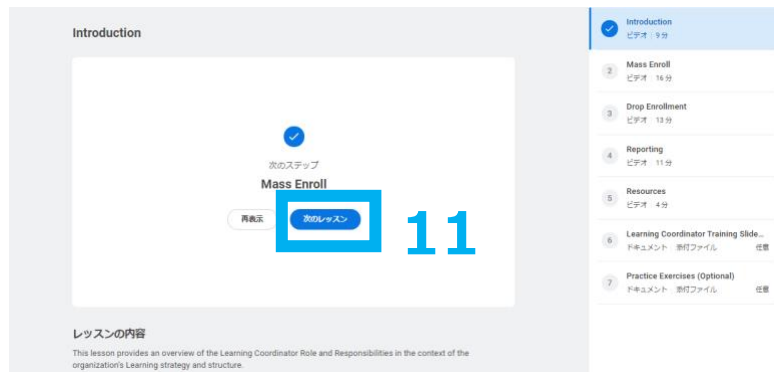 Introduction
次のステップ
Mass Enroll
再表示
次のレッスン
11
レッスンの内容
This lesson provides an overview of the Learning Coordinator Role and Responsibilities in the context of the
organization's Learning strategy and structure.
Introduction
ビデオ 9 分
2
Mass Enroll
ビデオ 16 分
3
Drop Enrollment
ビデオ 13 分
4
Reporting
ビデオ 11 分
5
Resources
ビデオ 4 分
6
Learning Coordinator Training Slide...
ドキュメント 添付ファイル 任意
7
Practice Exercises (Optional)
ドキュメント 添付ファイル 任意